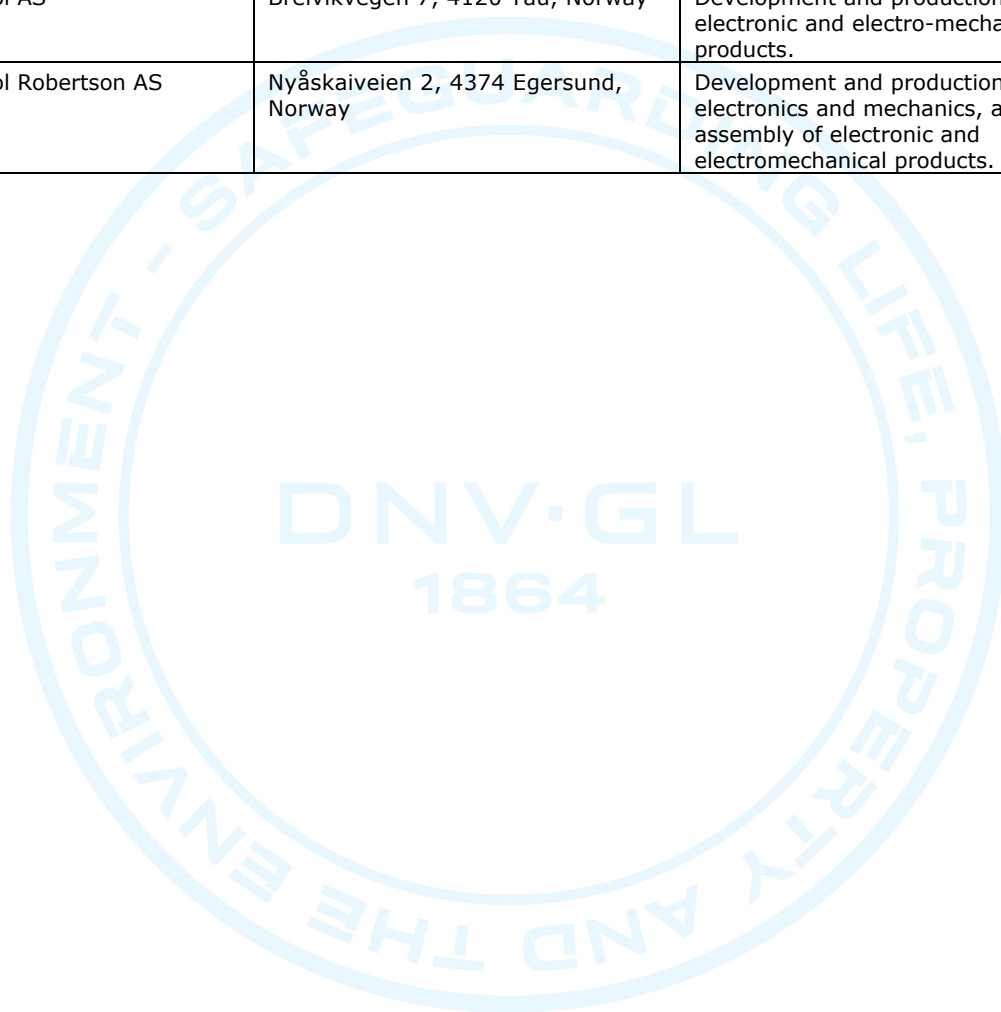 ol AS
Breivikvegen 7, 4120 Tau, Norway
Development and production
electronic and electro-mecha
products.
ol Robertson AS
Nyåskaiveien 2, 4374 Egersund,
Norway
Development and production
electronics and mechanics, a
assembly of electronic and
electromechanical products.
SAFEGUARDING LIFE, PROPERTY AND THE ENVIRONMENT -
DNV·GL
1864